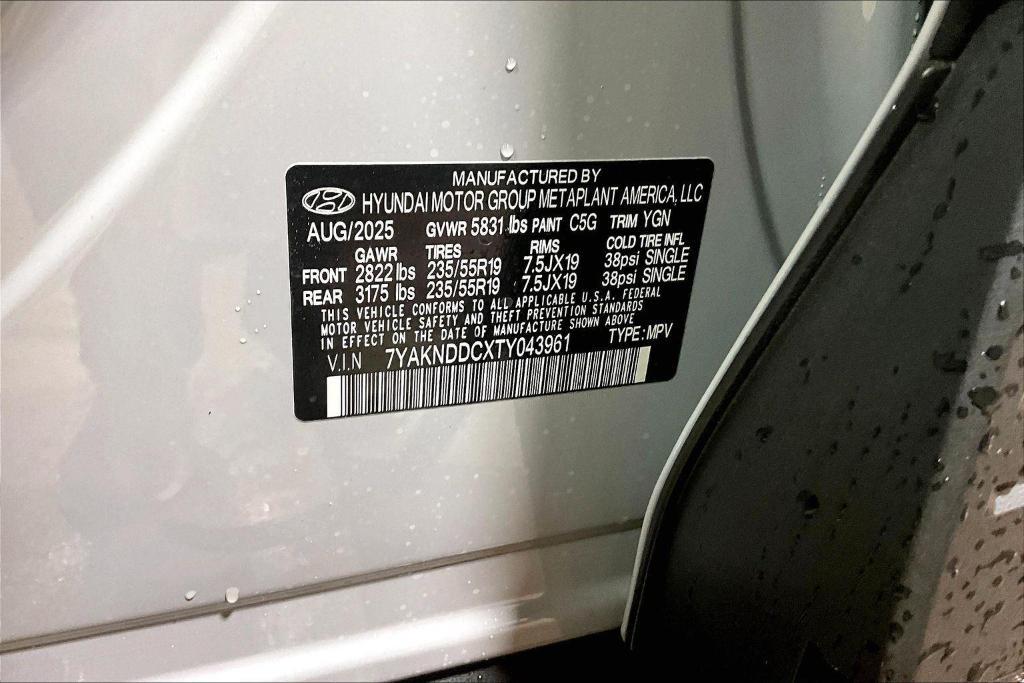 MANUFACTURED BY
HYUNDAI MOTOR GROUP METAPLANT AMERICA, LLC
AUG/2025 GVWR 5831 lbs PAINT C5G TRIM YGN
GAWR TIRES RIMS COLD TIRE INFL
FRONT 2822 lbs 235/55R19 7.5JX19 38psi SINGLE
REAR 3175 lbs 235/55R19 7.5JX19 38psi SINGLE
THIS VEHICLE CONFORMS TO ALL APPLICABLE U.S.A. FEDERAL
MOTOR VEHICLE SAFETY AND THEFT PREVENTION STANDARDS
IN EFFECT ON THE DATE OF MANUFACTURE SHOWN ABOVE
V.I.N 7YAKNDDCXTY043961 TYPE: MPV